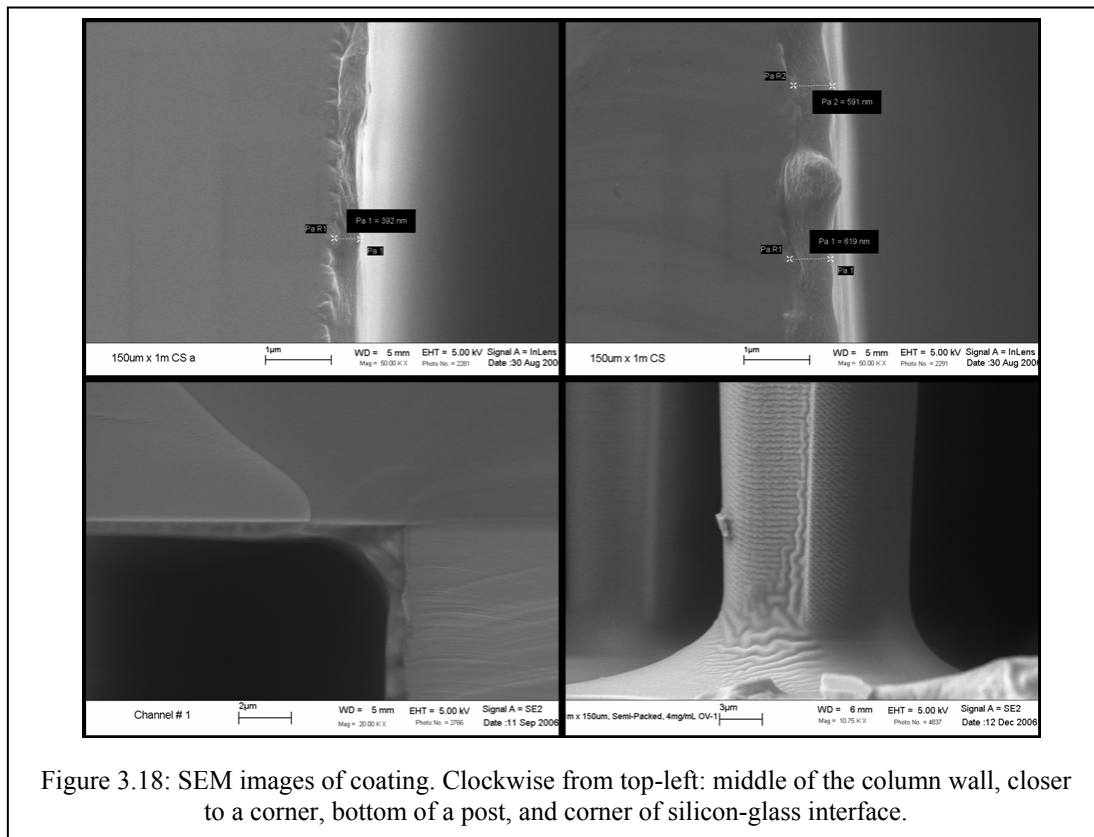 Pa R1
Pa 1 = 392 nm
Pa 1
150um x 1m CS a
1µm
WD = 5 mm
EHT = 5.00 kV
Signal A = InLens
Mag = 50.00 K X
Photo No. = 2281
Date :30 Aug 200
Pa R2
Pa 2 = 591 nm
Pa 1 = 619 nm
Pa R1
Pa 1
150um x 1m CS
1µm
WD = 5 mm
EHT = 5.00 kV
Signal A = InLens
Mag = 50.00 K X
Photo No. = 2291
Date :30 Aug 2006
Channel # 1
2µm
WD = 5 mm
EHT = 5.00 kV
Signal A = SE2
Mag = 20.00 K X
Photo No. = 2766
Date :11 Sep 2006
m x 150um, Semi-Packed, 4mg/mL OV-1
3µm
WD = 6 mm
EHT = 5.00 kV
Signal A = SE2
Mag = 10.75 K X
Photo No. = 4837
Date :12 Dec 2006
Figure 3.18: SEM images of coating. Clockwise from top-left: middle of the column wall, closer
to a corner, bottom of a post, and corner of silicon-glass interface.